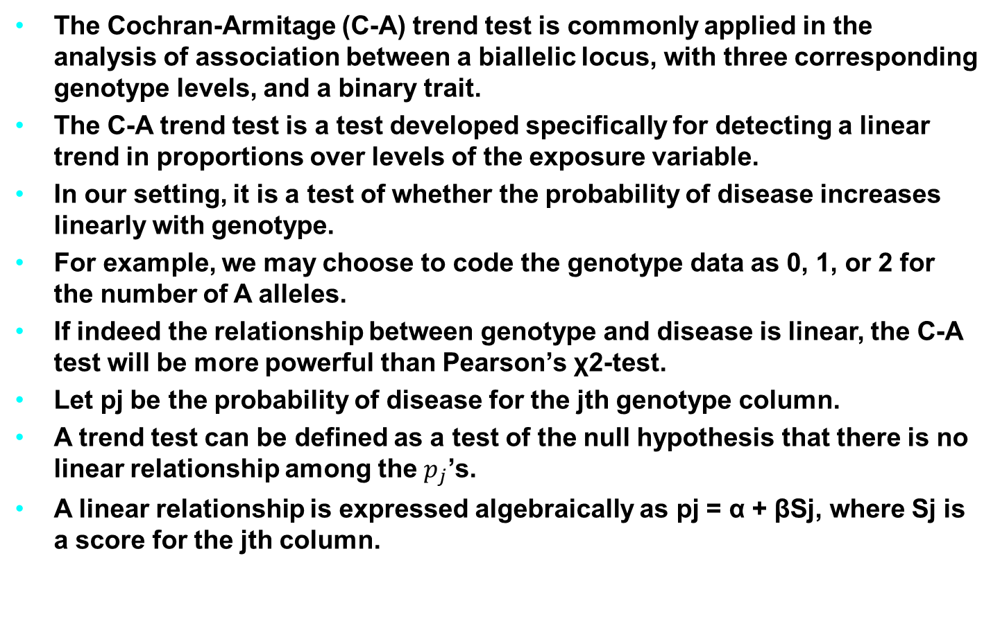 • The Cochran-Armitage (C-A) trend test is commonly applied in the
analysis of association between a biallelic locus, with three corresponding
genotype levels, and a binary trait.
• The C-A trend test is a test developed specifically for detecting a linear
trend in proportions over levels of the exposure variable.
• In our setting, it is a test of whether the probability of disease increases
linearly with genotype.
• For example, we may choose to code the genotype data as 0, 1, or 2 for
the number of A alleles.
• If indeed the relationship between genotype and disease is linear, the C-A
test will be more powerful than Pearson’s χ2-test.
• Let pj be the probability of disease for the jth genotype column.
• A trend test can be defined as a test of the null hypothesis that there is no
linear relationship among the 𝑝𝑗’s.
• A linear relationship is expressed algebraically as pj = α + βSj, where Sj is
a score for the jth column.